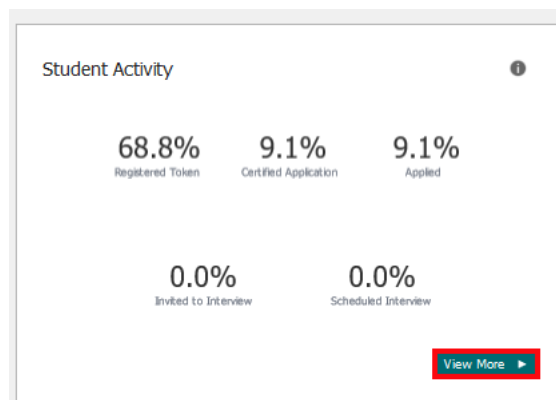 Student Activity
68.8% 9.1% 9.1%
Registered Token Certified Application Applied
0.0% 0.0%
Invited to Interview Scheduled Interview
View More